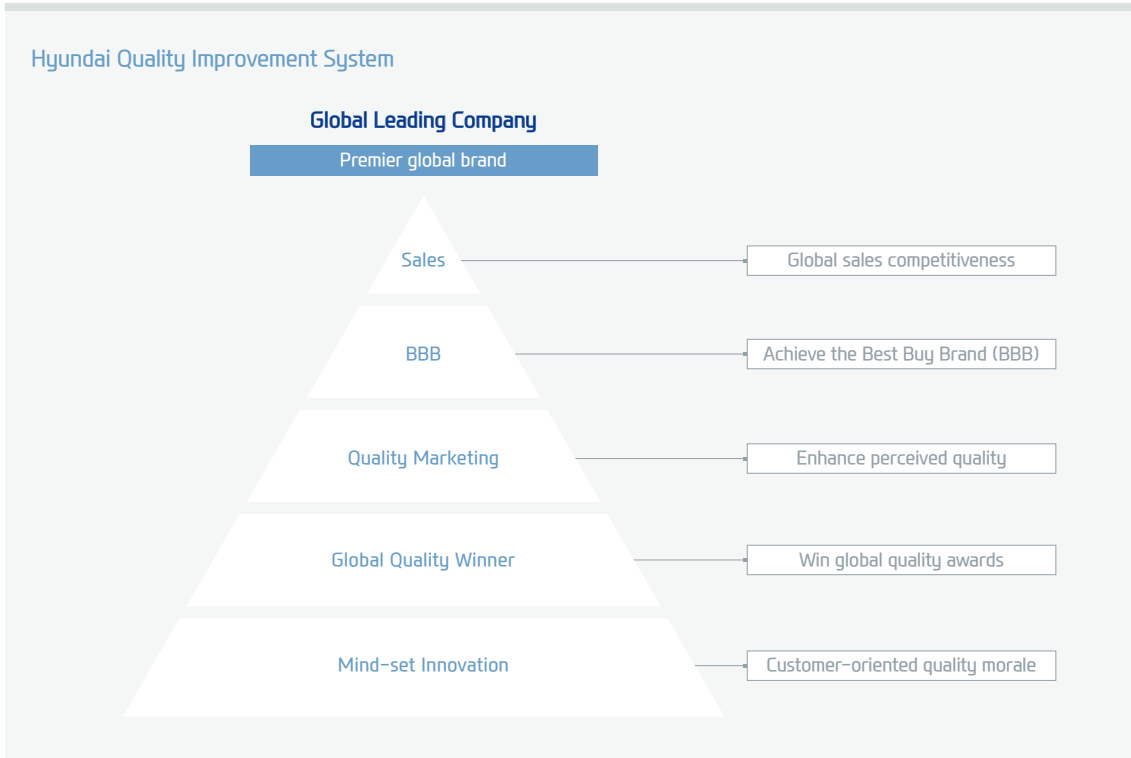 Hyundai Quality Improvement System
Global Leading Company
Premier global brand
Sales
Global sales competitiveness
BBB
Achieve the Best Buy Brand (BBB)
Quality Marketing
Enhance perceived quality
Global Quality Winner
Win global quality awards
Mind-set Innovation
Customer-oriented quality morale